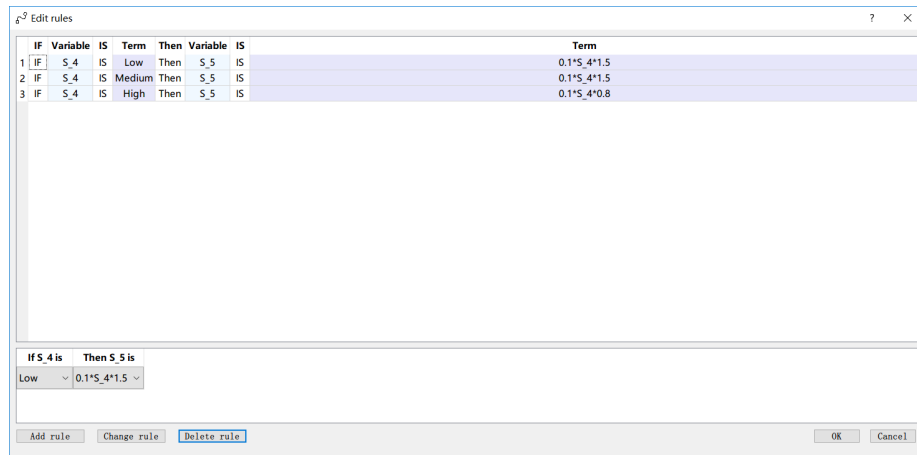 Edit rules ? ×
IF Variable IS Term Then Variable IS Term
1 IF S_4 IS Low Then S_5 IS 0.1*S_4*1.5
2 IF S_4 IS Medium Then S_5 IS 0.1*S_4*1.5
3 IF S_4 IS High Then S_5 IS 0.1*S_4*0.8
If S_4 is Then S_5 is
Low 0.1*S_4*1.5
Add rule Change rule Delete rule OK Cancel